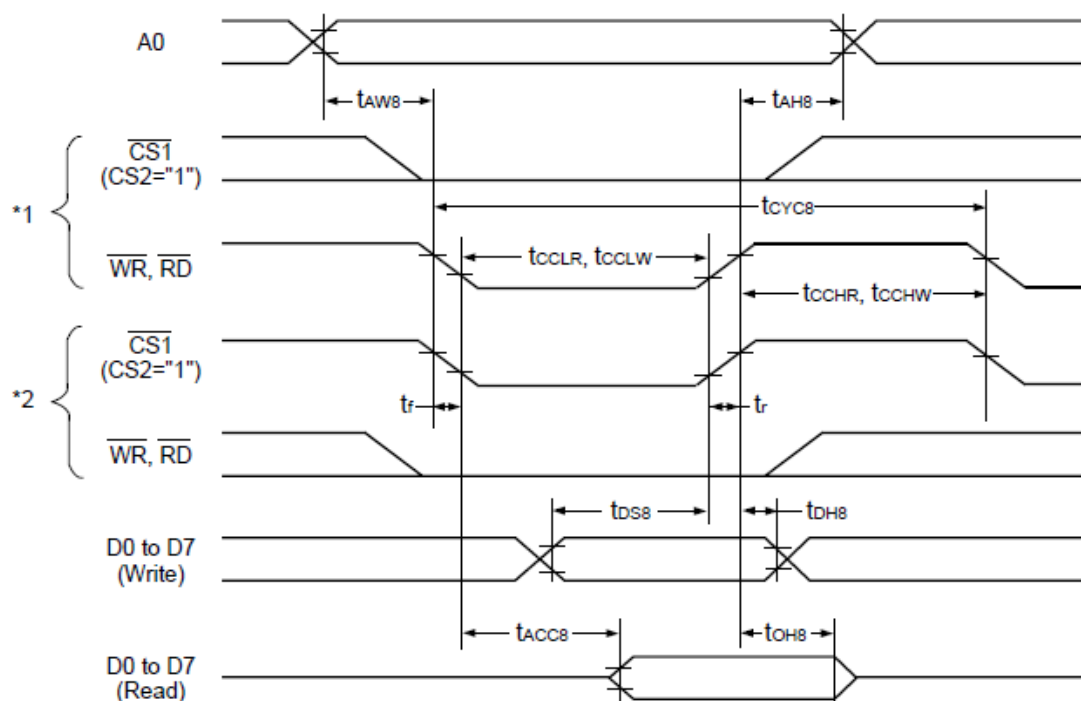 A0
tAW8
tAH8
*1
CS1
(CS2="1")
tCYC8
WR, RD
tCCLR, tCCLW
tCCHR, tCCHW
*2
CS1
(CS2="1")
tf
tr
WR, RD
tDS8
tDH8
D0 to D7
(Write)
tACC8
tOH8
D0 to D7
(Read)